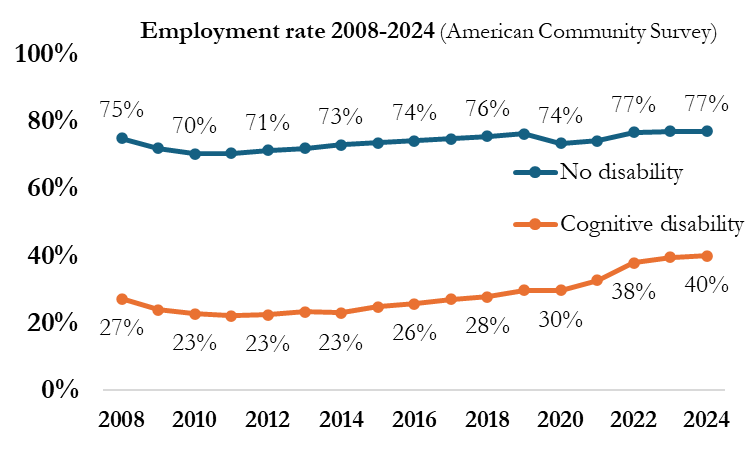 Employment rate 2008-2024 (American Community Survey)
100%
80%
60%
40%
20%
0%
75% 70% 71% 73% 74% 76% 74% 77% 77%
No disability
Cognitive disability
27% 23% 23% 23% 26% 28% 30% 38% 40%
2008 2010 2012 2014 2016 2018 2020 2022 2024